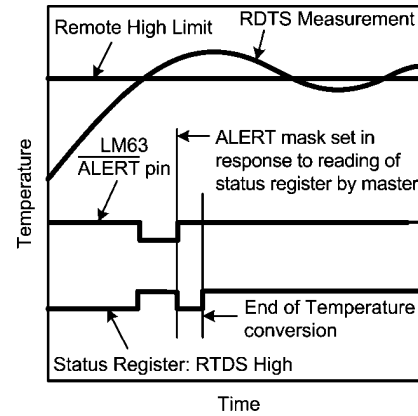 RDTS Measurement
Remote High Limit
LM63
ALERT pin
ALERT mask set in
response to reading of
status register by master
End of Temperature
conversion
Status Register: RTDS High
Temperature
Time